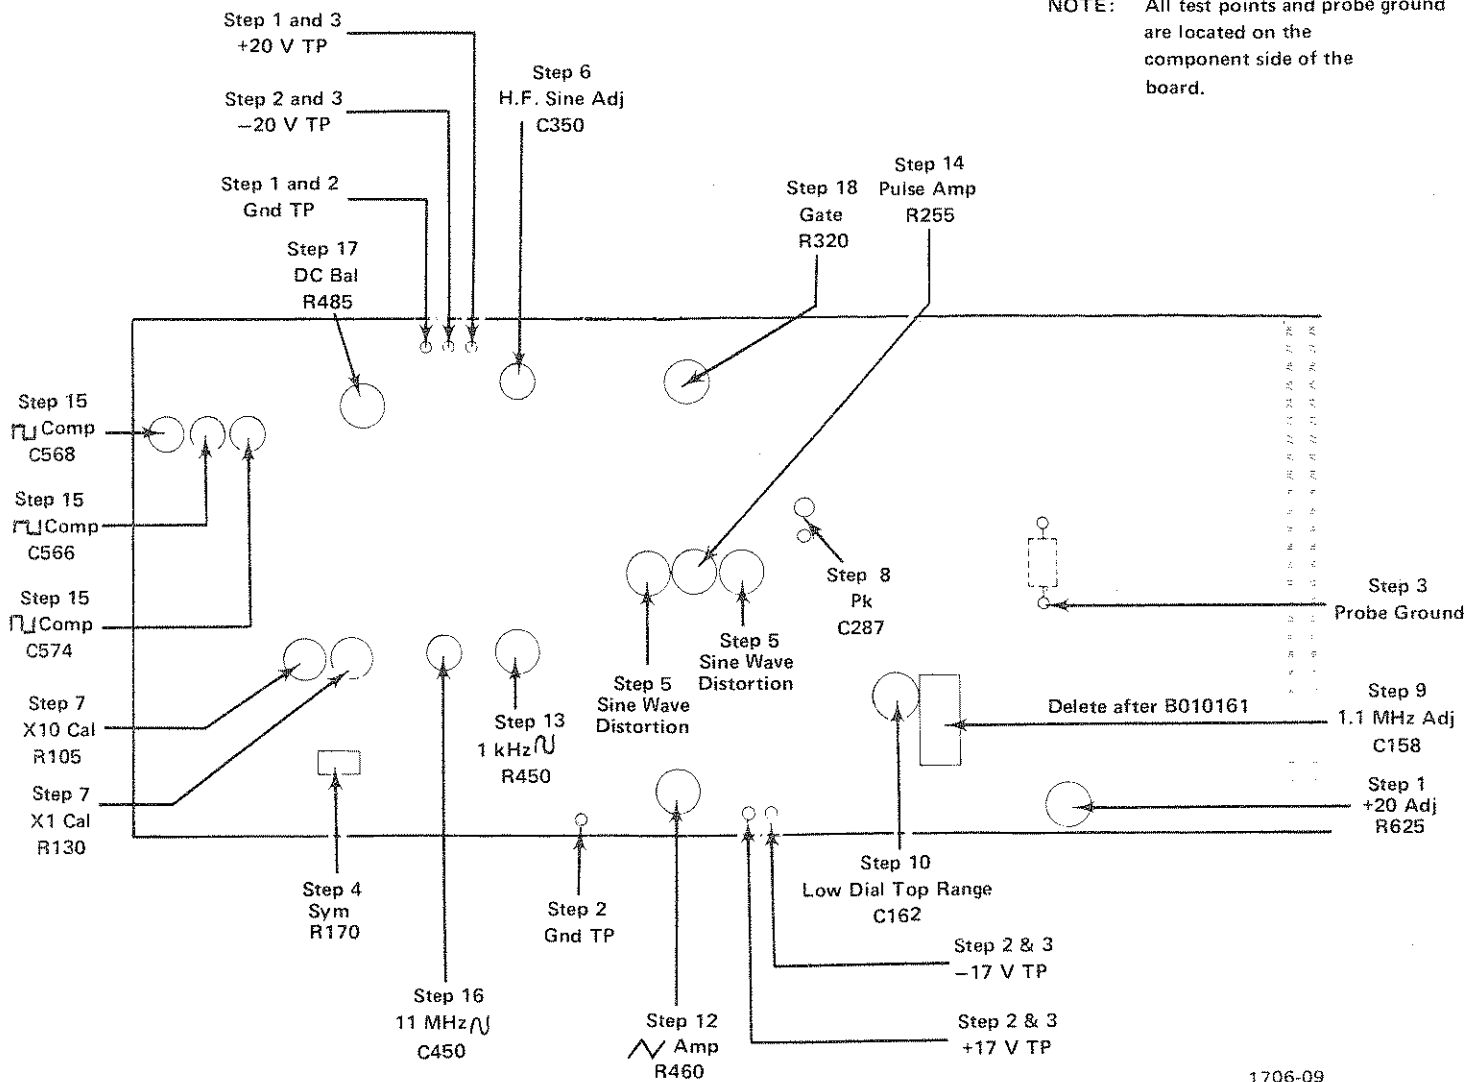 NOTE: All test points and probe ground
are located on the
component side of the
board.
Step 1 and 3
+20 V TP
Step 2 and 3
−20 V TP
Step 1 and 2
Gnd TP
Step 17
DC Bal
R485
Step 6
H.F. Sine Adj
C350
Step 18
Gate
R320
Step 14
Pulse Amp
R255
Step 15
Comp
C568
Step 15
Comp
C566
Step 15
Comp
C574
Step 7
X10 Cal
R105
Step 7
X1 Cal
R130
Step 4
Sym
R170
Step 16
11 MHz
C450
Step 13
1 kHz
R450
Step 2
Gnd TP
Step 5
Sine Wave
Distortion
Step 5
Sine Wave
Distortion
Step 8
Pk
C287
Step 12
Amp
R460
Step 10
Low Dial Top Range
C162
Step 2 & 3
−17 V TP
Step 2 & 3
+17 V TP
Step 3
Probe Ground
Delete after B010161
Step 9
1.1 MHz Adj
C158
Step 1
+20 Adj
R625
1706-09